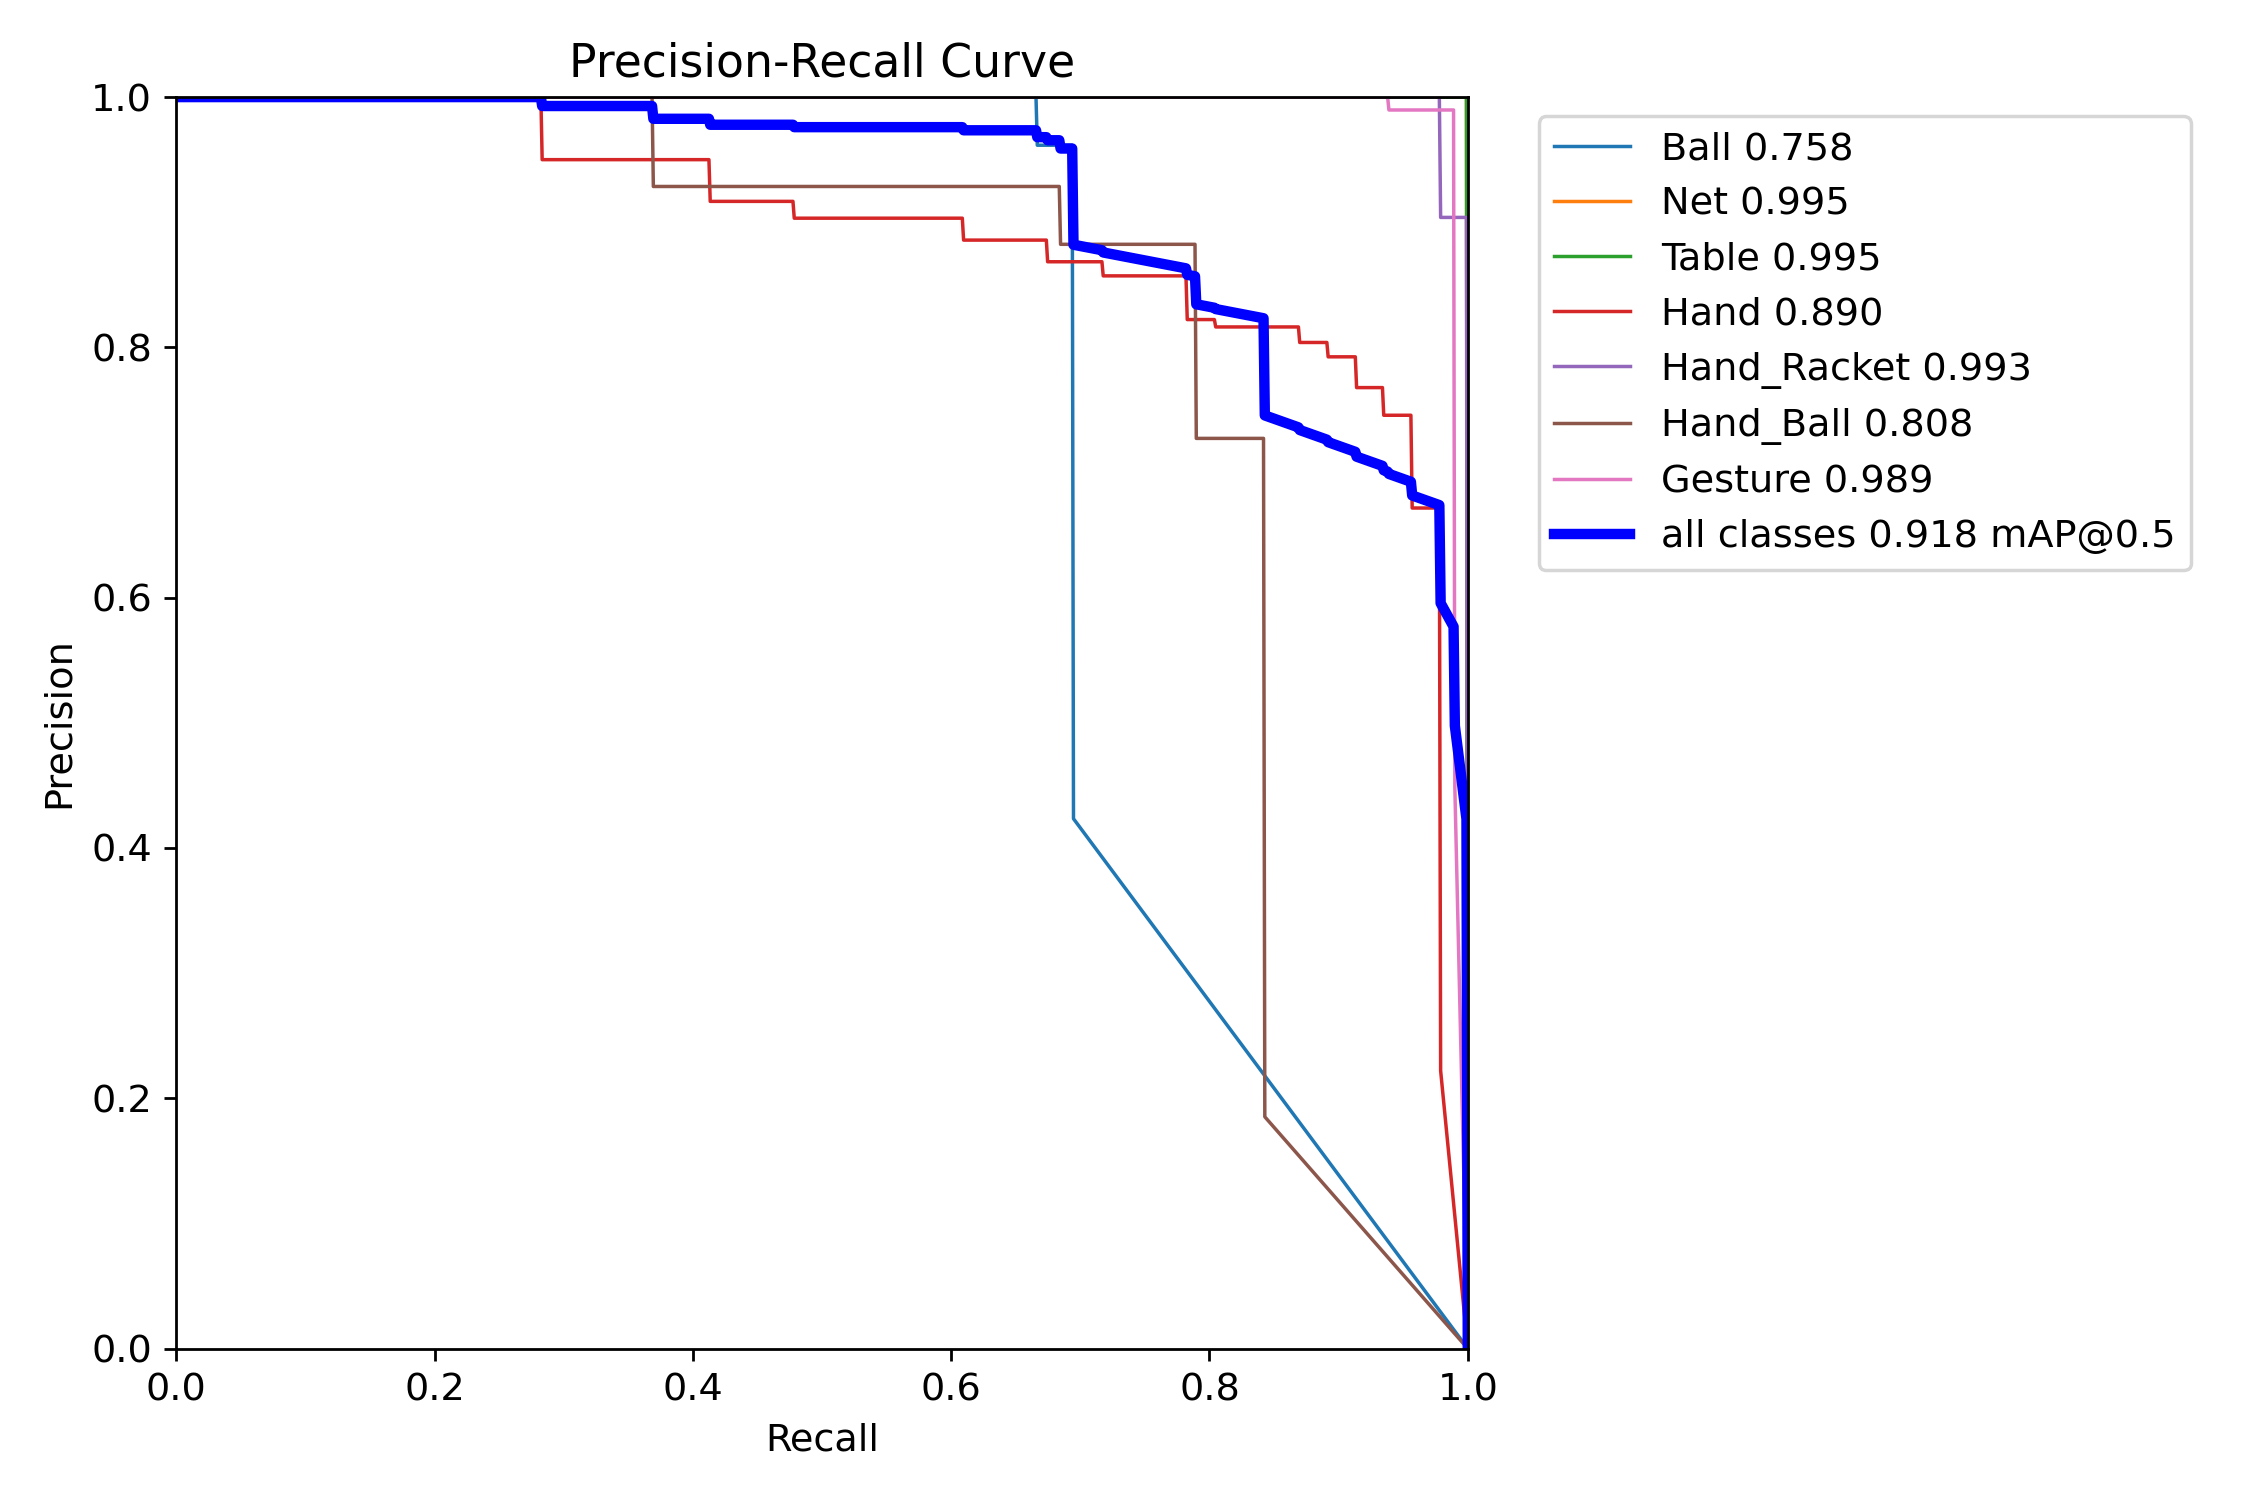 Precision-Recall Curve
1.0
0.8
0.6
0.4
0.2
0.0
Precision
0.0 0.2 0.4 0.6 0.8 1.0
Recall
Ball 0.758
Net 0.995
Table 0.995
Hand 0.890
Hand_Racket 0.993
Hand_Ball 0.808
Gesture 0.989
all classes 0.918 mAP@0.5